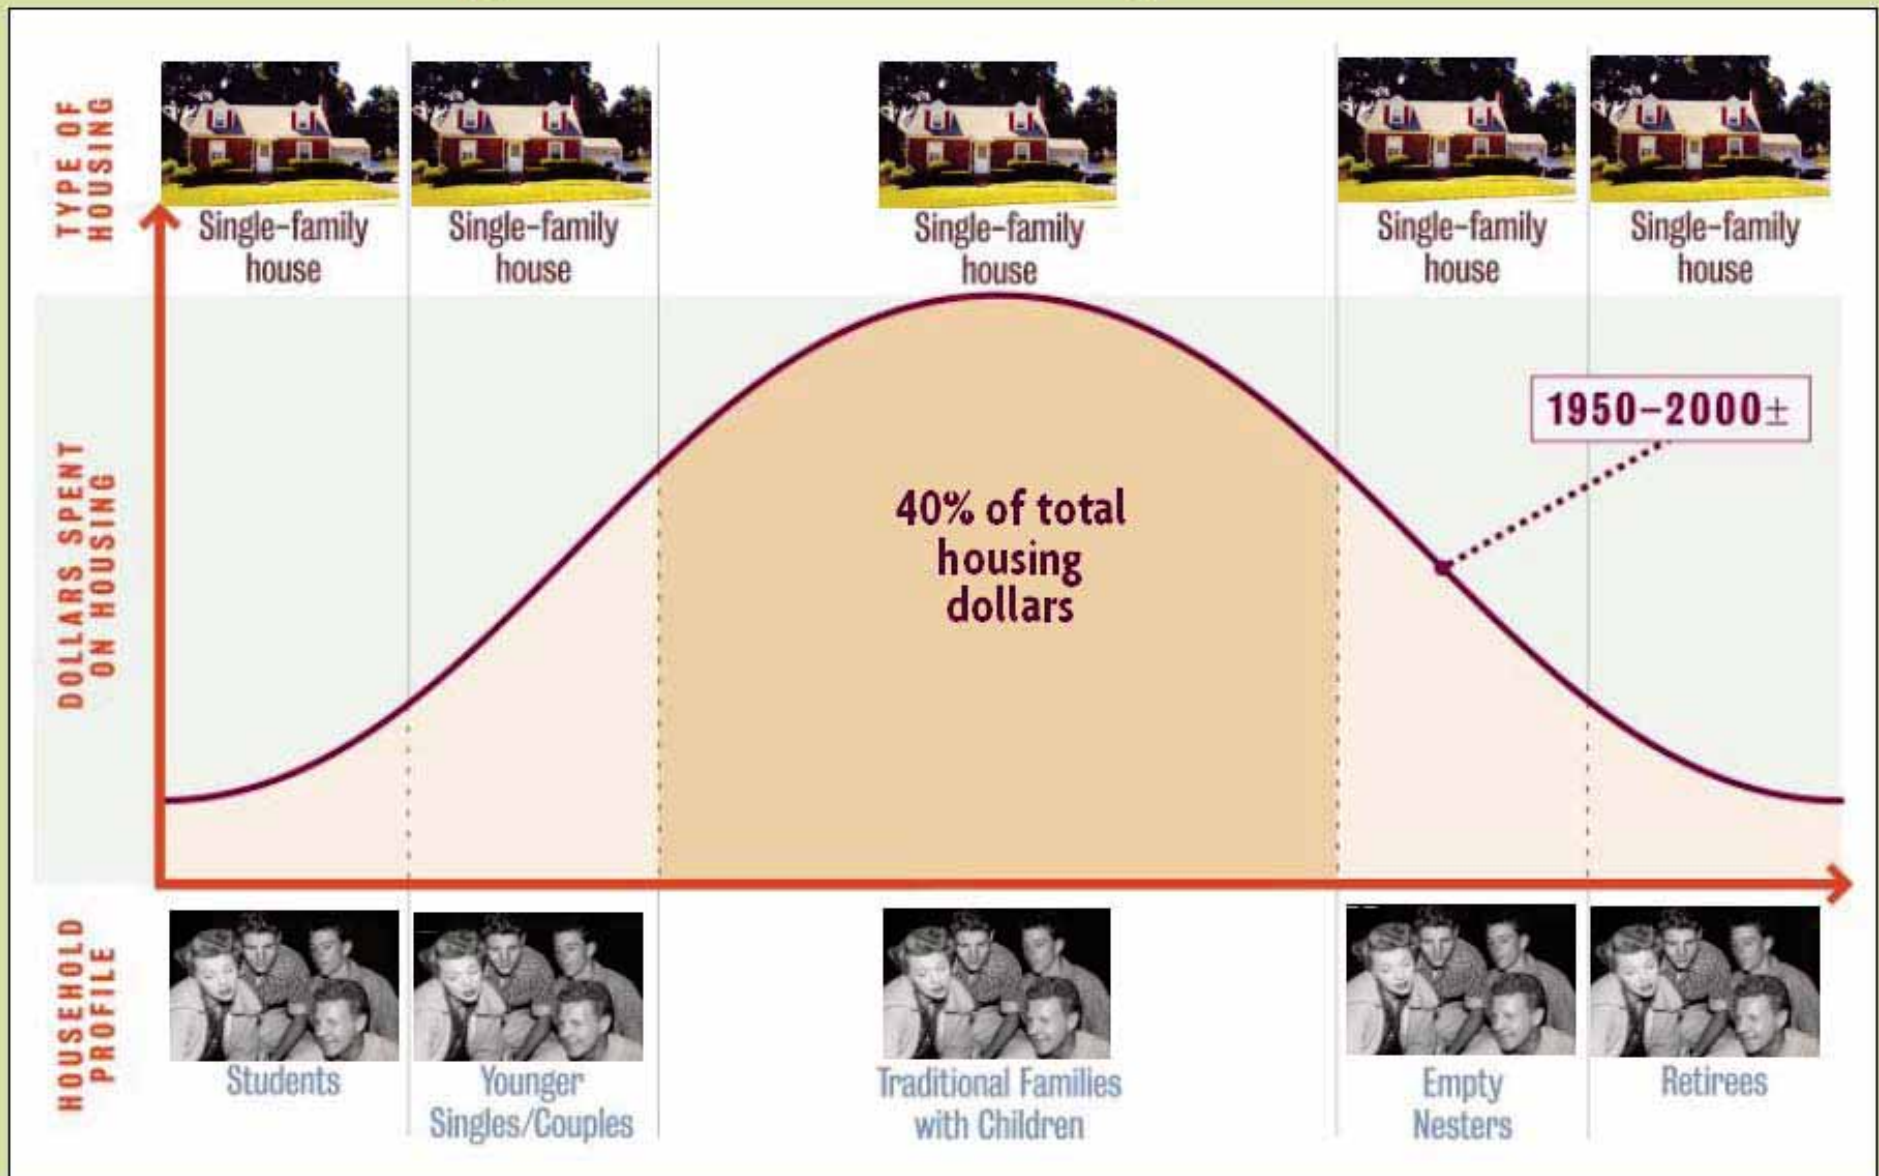 TYPE OF
HOUSING
Single-family
house
Single-family
house
Single-family
house
Single-family
house
Single-family
house
DOLLARS SPENT
ON HOUSING
1950–2000±
40% of total
housing
dollars
HOUSEHOLD
PROFILE
Students
Younger
Singles/Couples
Traditional Families
with Children
Empty
Nesters
Retirees